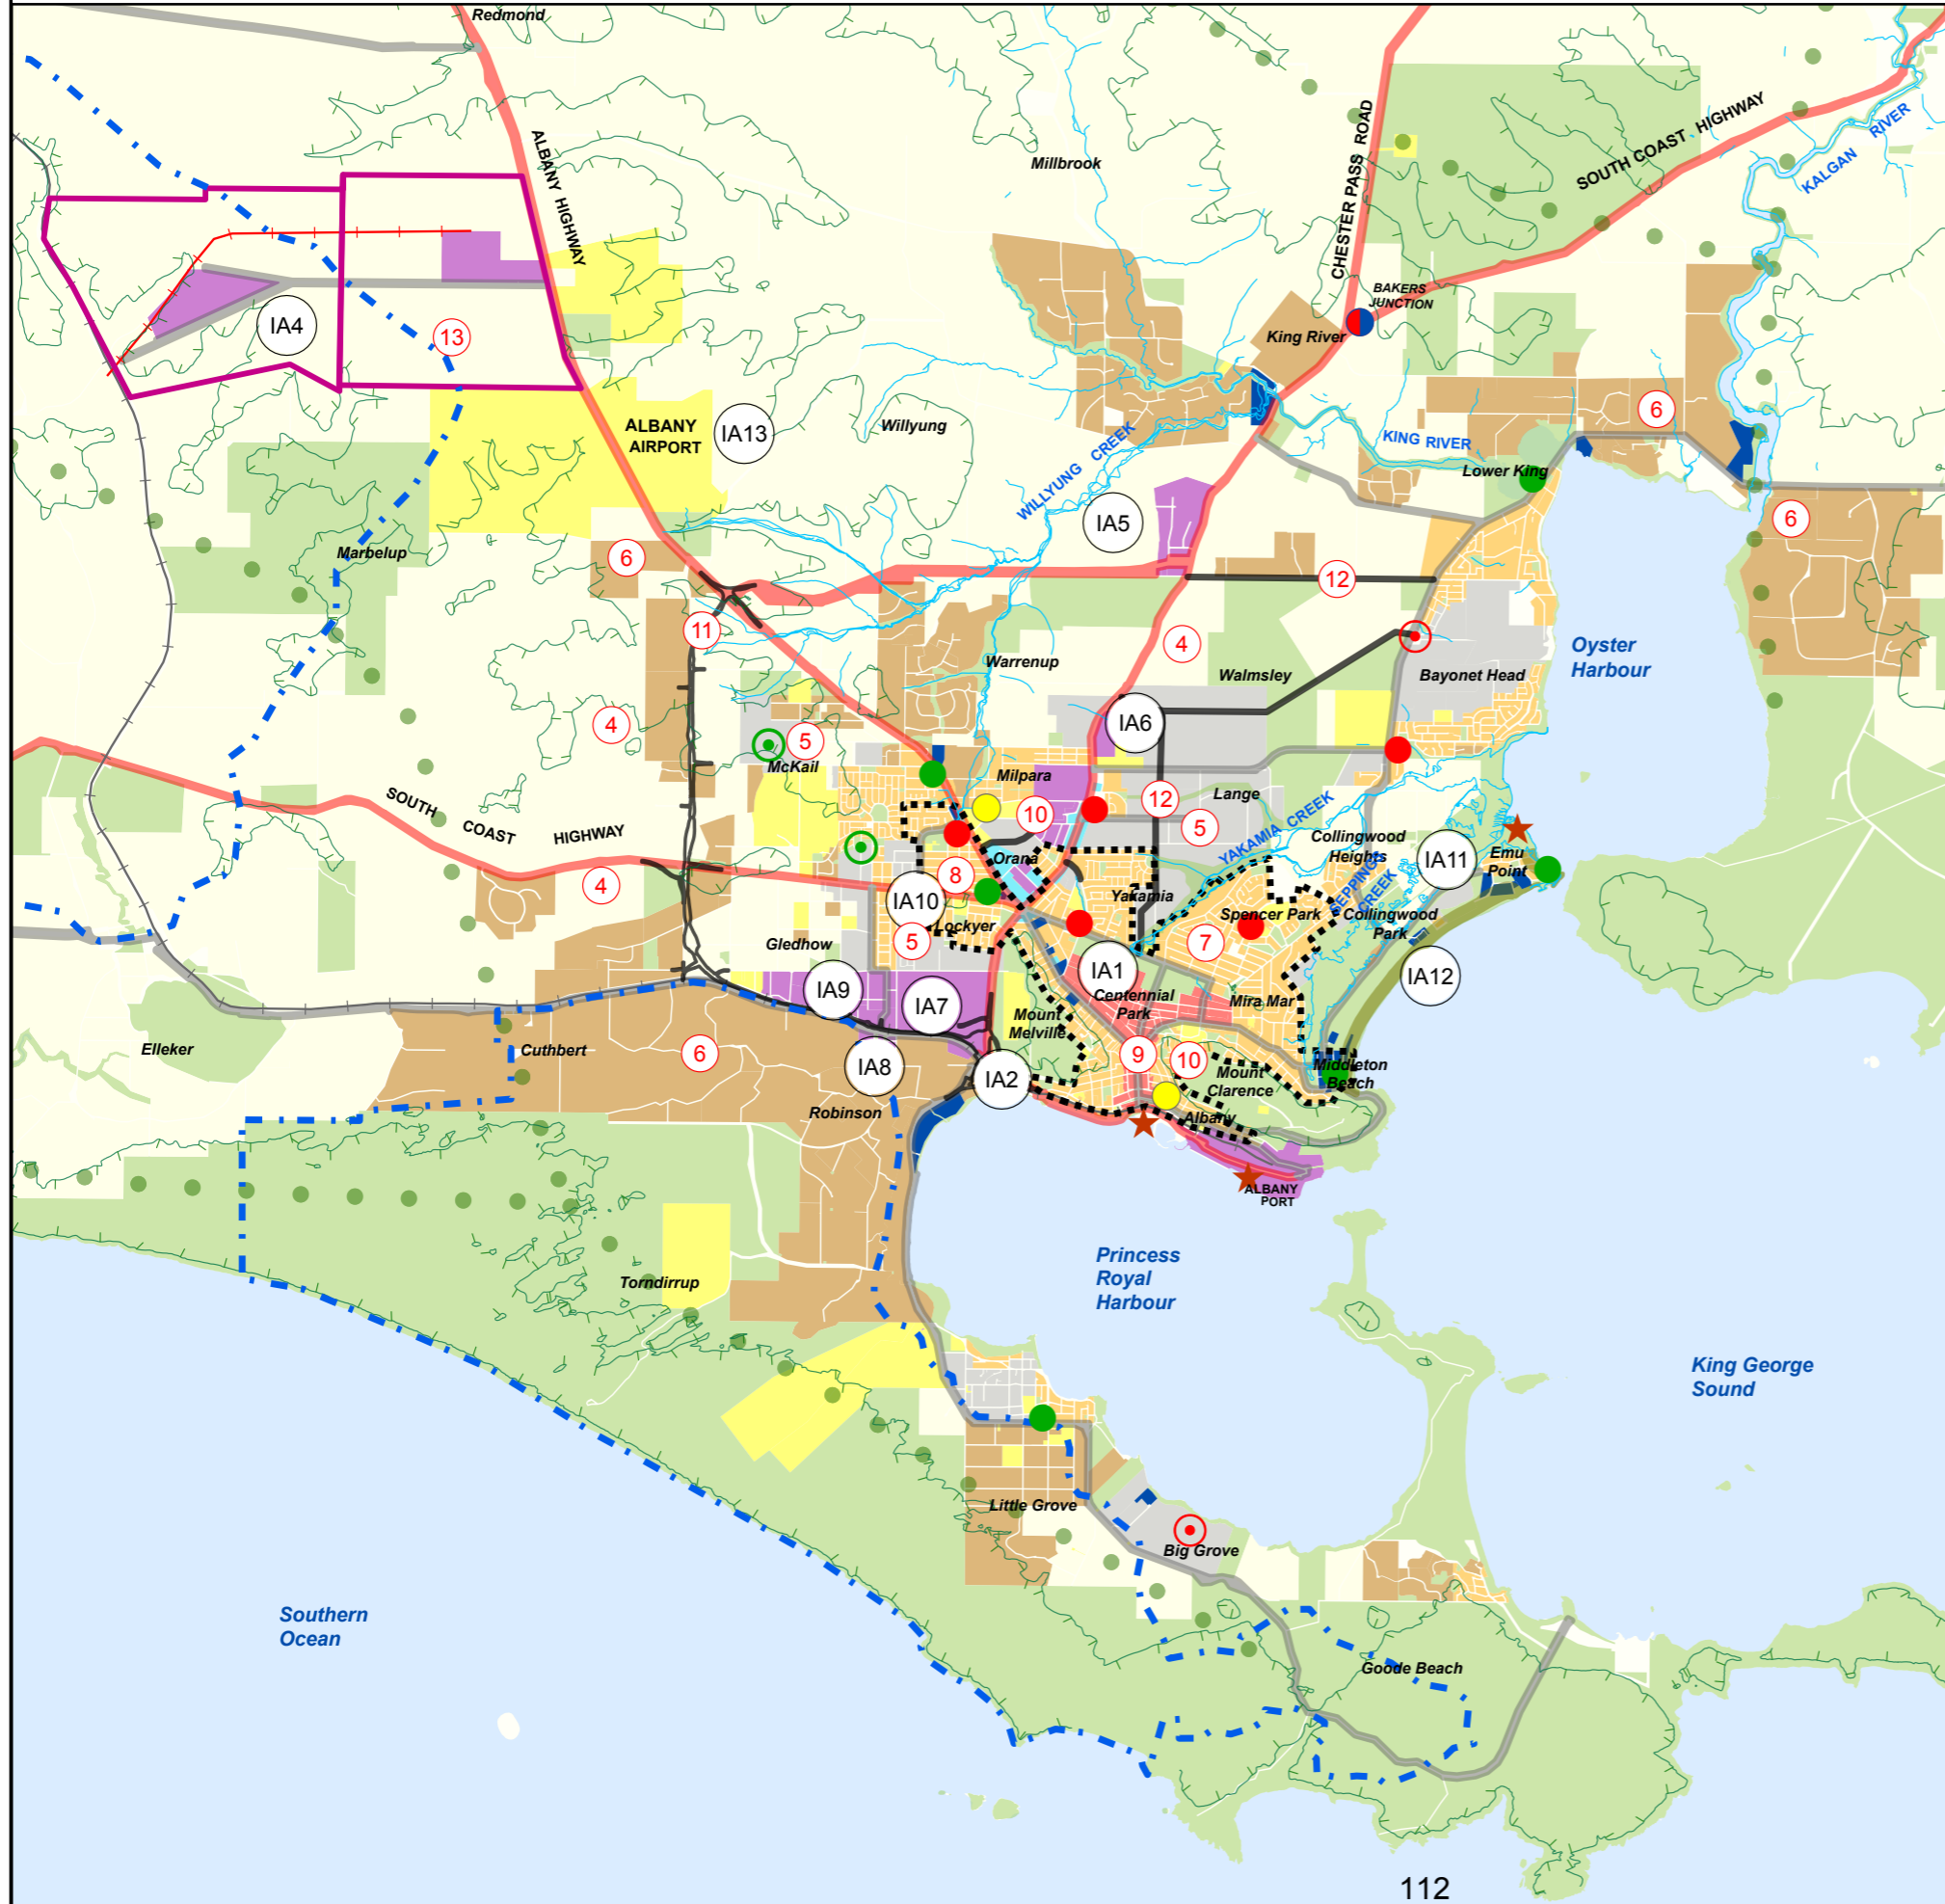 Redmond
ALBANY HIGHWAY
Millbrook
CHESTER PASS ROAD
SOUTH COAST HIGHWAY
KALGAN RIVER
BAKERS
JUNCTION
King River
IA4
13
ALBANY
AIRPORT
IA13
Willyung
WILLYUNG CREEK
KING RIVER
6
Lower King
IA5
6
Marbelup
6
12
11
4
Warrenup
Walmsley
Bayonet Head
Oyster
Harbour
4
5
McKail
IA6
Milpara
10
12
Lange
5
YAKAMIA CREEK
SOUTH COAST HIGHWAY
Collingwood
Heights
IA11
Emu
Point
Orana
4
8
IA10
Yakamia
SEPPINGS
CREEK
Lockyer
Spencer Park
Collingwood
Park
5
Gledhow
7
IA1
IA12
IA9
IA7
Centennial
Park
Mira Mar
Mount
Melville
Elleker
Cuthbert
6
IA8
IA2
9
10
Mount
Clarence
Middleton
Beach
Robinson
Albany
ALBANY
PORT
Princess
Royal
Harbour
Torndirrup
King George
Sound
Little Grove
Big Grove
Southern
Ocean
Goode Beach
112